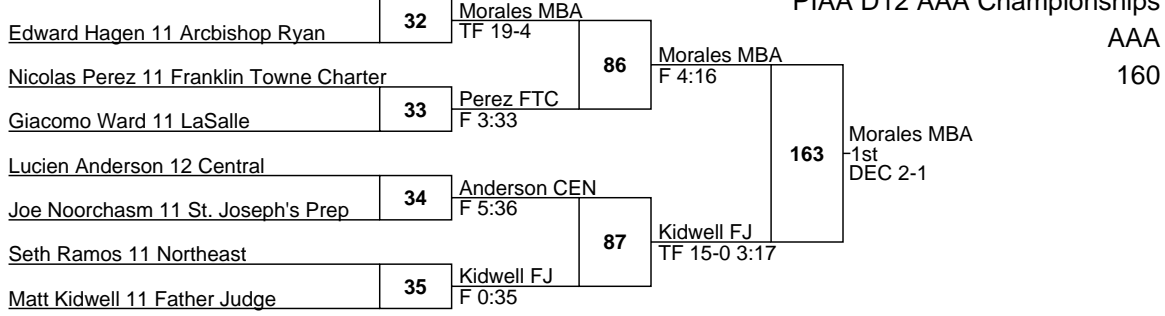 PIAA D12 AAA Championships
AAA
160
Edward Hagen 11 Archbishop Ryan
32
Morales MBA
TF 19-4
Nicolas Perez 11 Franklin Towne Charter
Giacomo Ward 11 LaSalle
33
Perez FTC
F 3:33
86
Morales MBA
F 4:16
Lucien Anderson 12 Central
Joe Noorchasm 11 St. Joseph's Prep
34
Anderson CEN
F 5:36
Seth Ramos 11 Northeast
Matt Kidwell 11 Father Judge
35
Kidwell FJ
F 0:35
87
Kidwell FJ
TF 15-0 3:17
163
Morales MBA
1st
DEC 2-1